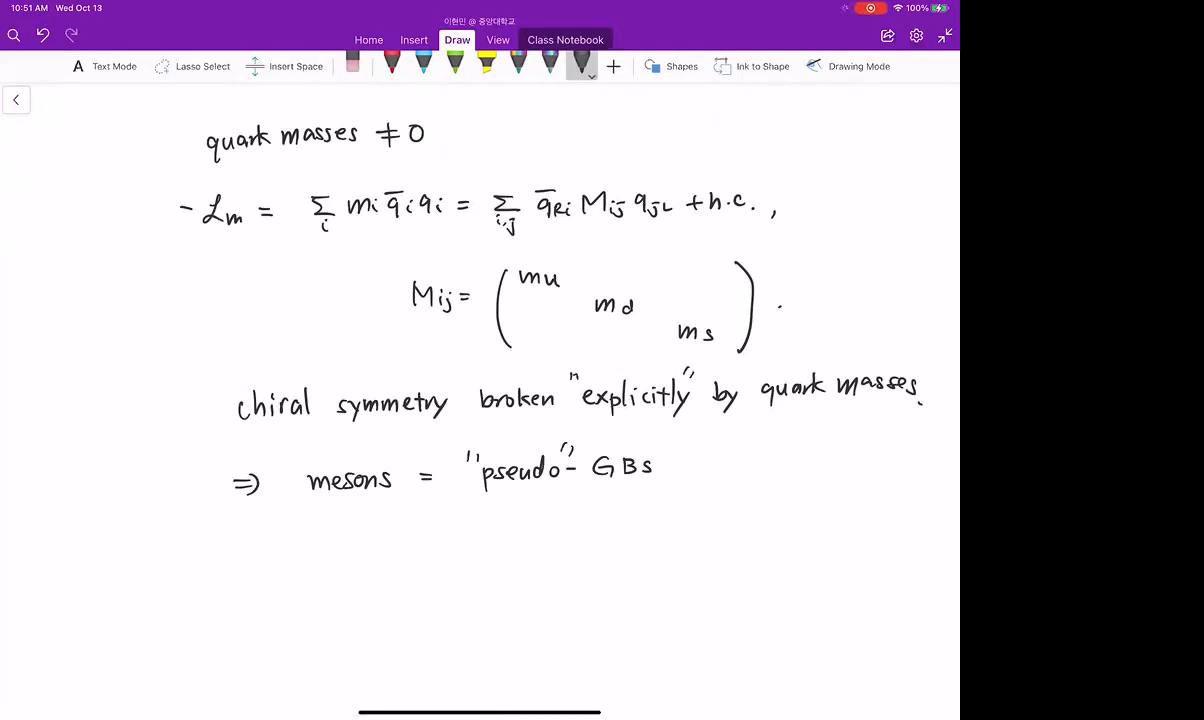 10:51 AM Wed Oct 13
100%
이현민 @ 중앙대학교
Home Insert Draw View Class Notebook
A Text Mode Lasso Select Insert Space Shapes Ink to Shape Drawing Mode
quark masses ≠ 0
- ℒm = Σi mi q̄i qi = Σi,j q̄Ri Mij qjL + h.c. ,
Mij = ( mu
md
ms ) .
chiral symmetry broken "explicitly" by quark masses.
⇒ mesons = "pseudo"- GBs